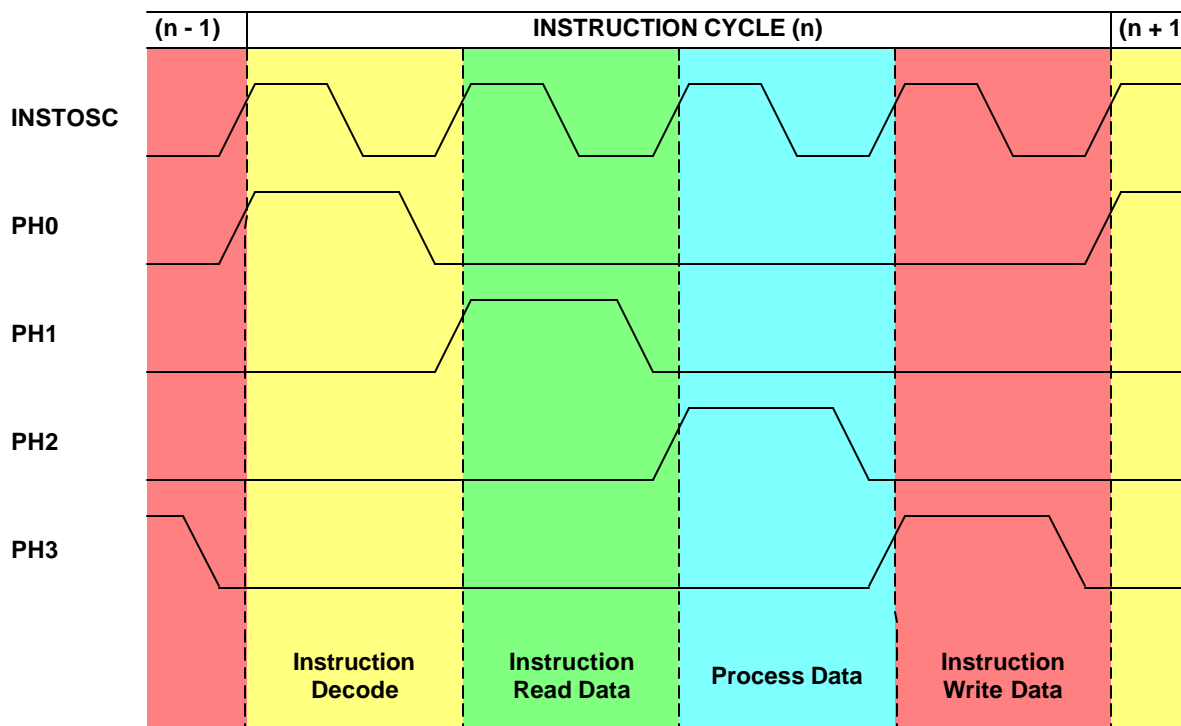 (n - 1) INSTRUCTION CYCLE (n) (n + 1
INSTOSC
PH0
PH1
PH2
PH3
Instruction Instruction Process Data Instruction
Decode Read Data Write Data